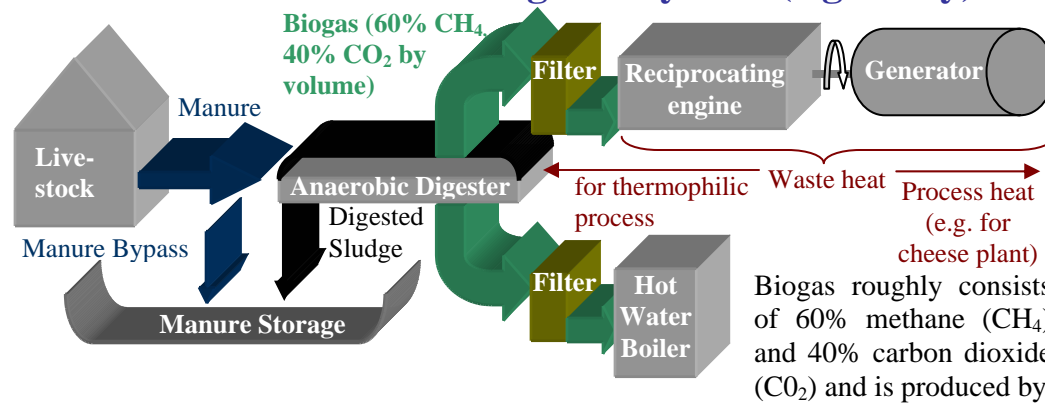 Biogas (60% CH₄,
40% CO₂ by
volume)
Filter
Reciprocating
engine
Generator
Manure
Live-
stock
Anaerobic Digester
for thermophilic
process
Waste heat
Process heat
(e.g. for
cheese plant)
Manure Bypass
Digested
Sludge
Filter
Hot
Water
Boiler
Manure Storage
Biogas roughly consists
of 60% methane (CH₄)
and 40% carbon dioxide
(C0₂) and is produced by